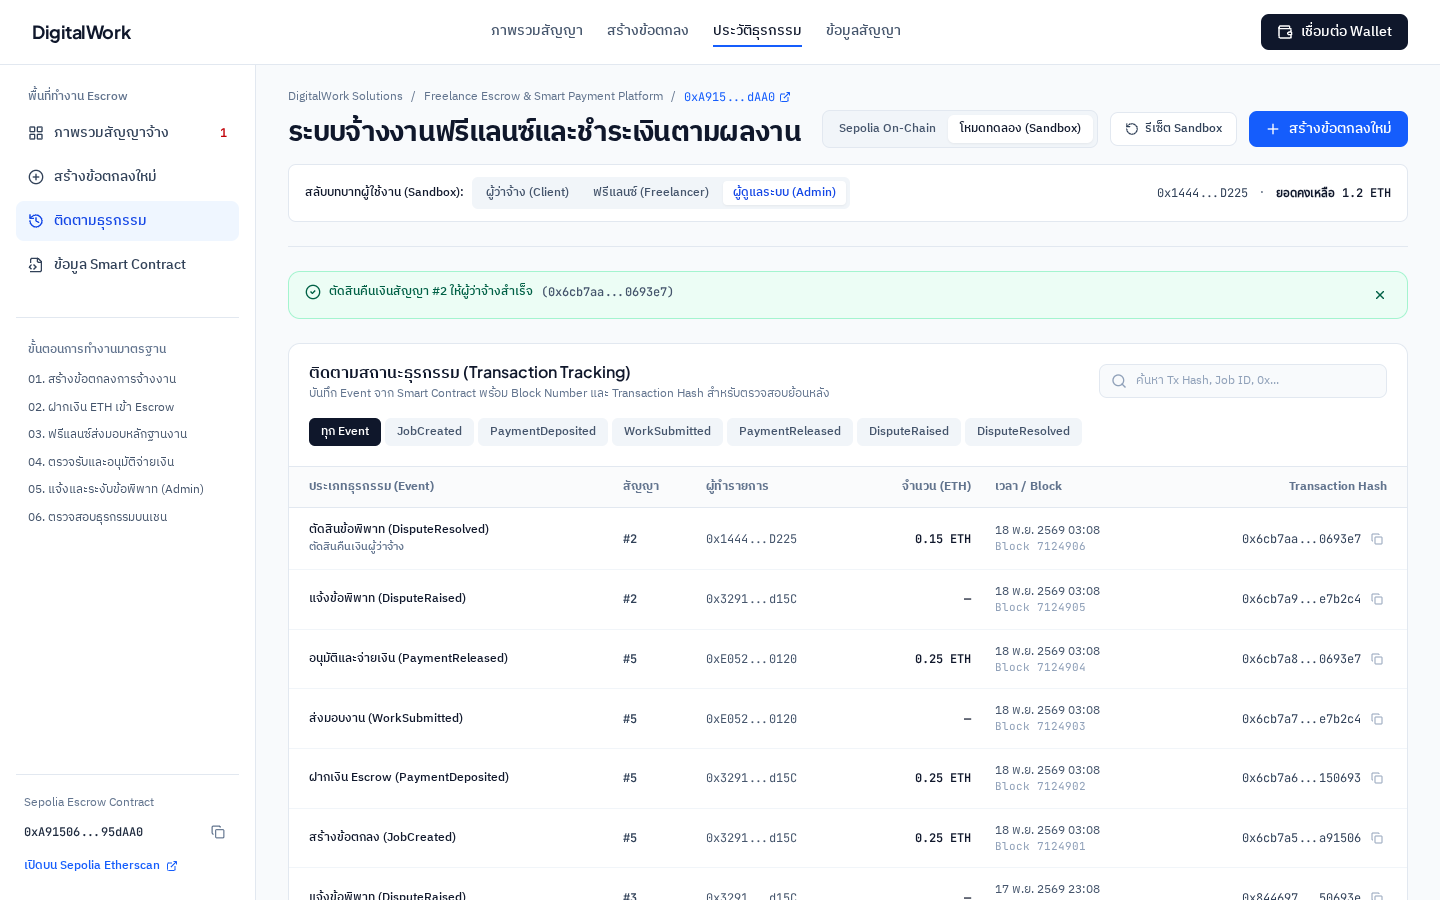 DigitalWork
ภาพรวมสัญญา
สร้างข้อตกลง
ประวัติธุรกรรม
ข้อมูลสัญญา
เชื่อมต่อ Wallet
พื้นที่ทำงาน Escrow
ภาพรวมสัญญาจ้าง 1
สร้างข้อตกลงใหม่
ติดตามธุรกรรม
ข้อมูล Smart Contract
ขั้นตอนการทำงานมาตรฐาน
01. สร้างข้อตกลงการจ้างงาน
02. ฝากเงิน ETH เข้า Escrow
03. ฟรีแลนซ์ส่งมอบหลักฐานงาน
04. ตรวจรับและอนุมัติจ่ายเงิน
05. แจ้งและระงับข้อพิพาท (Admin)
06. ตรวจสอบธุรกรรมบนเชน
Sepolia Escrow Contract
0xA91506...95dAA0
เปิดบน Sepolia Etherscan
DigitalWork Solutions / Freelance Escrow & Smart Payment Platform / 0xA915...dAA0
ระบบจ้างงานฟรีแลนซ์และชำระเงินตามผลงาน
Sepolia On-Chain
โหมดทดลอง (Sandbox)
รีเซ็ต Sandbox
สร้างข้อตกลงใหม่
สลับบทบาทผู้ใช้งาน (Sandbox):
ผู้ว่าจ้าง (Client)
ฟรีแลนซ์ (Freelancer)
ผู้ดูแลระบบ (Admin)
0x1444...D225 · ยอดคงเหลือ 1.2 ETH
ตัดสินคืนเงินสัญญา #2 ให้ผู้ว่าจ้างสำเร็จ (0x6cb7aa...0693e7)
ติดตามสถานะธุรกรรม (Transaction Tracking)
บันทึก Event จาก Smart Contract พร้อม Block Number และ Transaction Hash สำหรับตรวจสอบย้อนหลัง
ค้นหา Tx Hash, Job ID, 0x...
ทุก Event
JobCreated
PaymentDeposited
WorkSubmitted
PaymentReleased
DisputeRaised
DisputeResolved
ประเภทธุรกรรม (Event) สัญญา ผู้ทำรายการ จำนวน (ETH) เวลา / Block Transaction Hash
ตัดสินข้อพิพาท (DisputeResolved)
ตัดสินคืนเงินผู้ว่าจ้าง
#2 0x1444...D225 0.15 ETH
18 พ.ย. 2569 03:08
Block 7124906
0x6cb7aa...0693e7
แจ้งข้อพิพาท (DisputeRaised) #2 0x3291...d15C —
18 พ.ย. 2569 03:08
Block 7124905
0x6cb7a9...e7b2c4
อนุมัติและจ่ายเงิน (PaymentReleased) #5 0xE052...0120 0.25 ETH
18 พ.ย. 2569 03:08
Block 7124904
0x6cb7a8...0693e7
ส่งมอบงาน (WorkSubmitted) #5 0xE052...0120 —
18 พ.ย. 2569 03:08
Block 7124903
0x6cb7a7...e7b2c4
ฝากเงิน Escrow (PaymentDeposited) #5 0x3291...d15C 0.25 ETH
18 พ.ย. 2569 03:08
Block 7124902
0x6cb7a6...150693
สร้างข้อตกลง (JobCreated) #5 0x3291...d15C 0.25 ETH
18 พ.ย. 2569 03:08
Block 7124901
0x6cb7a5...a91506
แจ้งข้อพิพาท (DisputeRaised) #3 0x3291...d15C —
17 พ.ย. 2569 23:08
0x844697...50693e